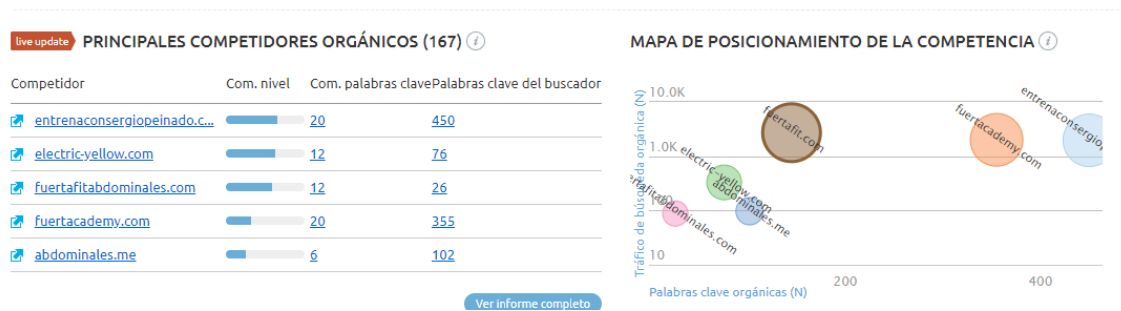 live update PRINCIPALES COMPETIDORES ORGÁNICOS (167) i
Competidor Com. nivel Com. palabras clave Palabras clave del buscador
entrenaconsergiopeinado.c... 20 450
electric-yellow.com 12 76
fuertafitabdominales.com 12 26
fuertacademy.com 20 355
abdominales.me 6 102
Ver informe completo
MAPA DE POSICIONAMIENTO DE LA COMPETENCIA i
Tráfico de búsqueda orgánica (N)
10.0K
1.0K
10
fuertafit.com
fuertacademy.com
entrenaconsergiop
electric-yellow.com
abdominales.me
ertafitabdominales.com
200
400
Palabras clave orgánicas (N)